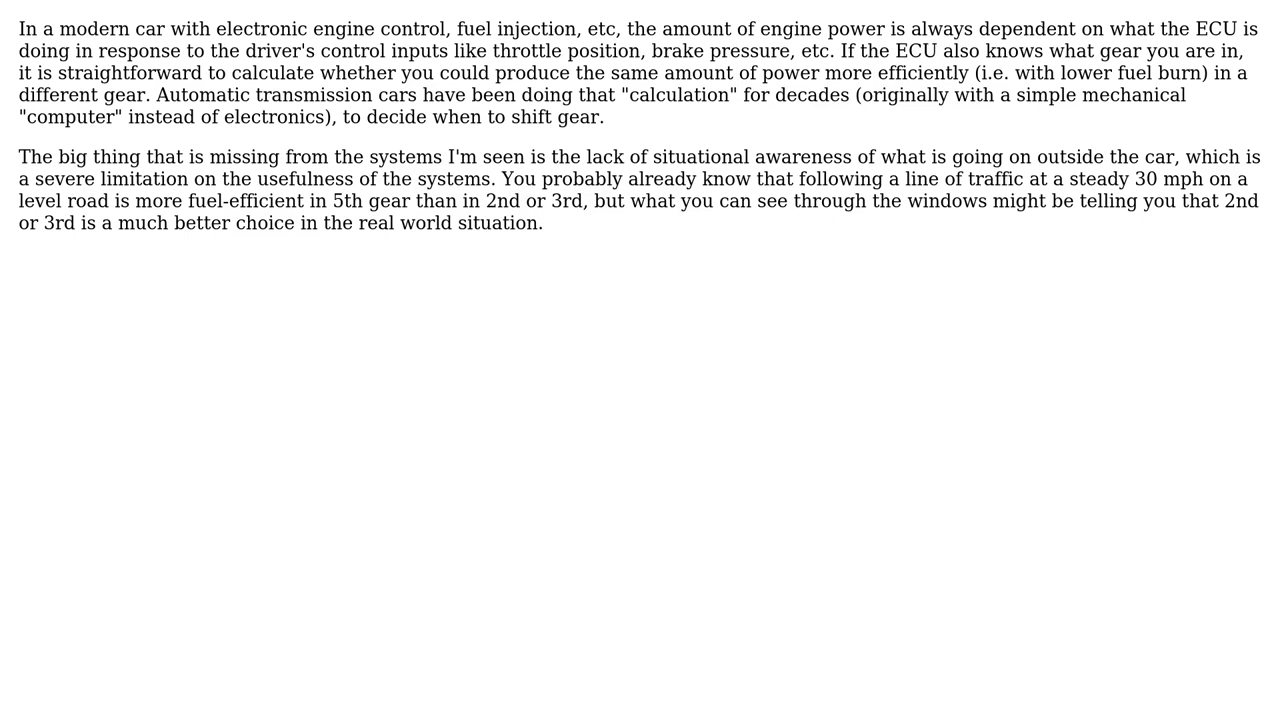 In a modern car with electronic engine control, fuel injection, etc, the amount of engine power is always dependent on what the ECU is
doing in response to the driver's control inputs like throttle position, brake pressure, etc. If the ECU also knows what gear you are in,
it is straightforward to calculate whether you could produce the same amount of power more efficiently (i.e. with lower fuel burn) in a
different gear. Automatic transmission cars have been doing that "calculation" for decades (originally with a simple mechanical
"computer" instead of electronics), to decide when to shift gear.
The big thing that is missing from the systems I'm seen is the lack of situational awareness of what is going on outside the car, which is
a severe limitation on the usefulness of the systems. You probably already know that following a line of traffic at a steady 30 mph on a
level road is more fuel-efficient in 5th gear than in 2nd or 3rd, but what you can see through the windows might be telling you that 2nd
or 3rd is a much better choice in the real world situation.